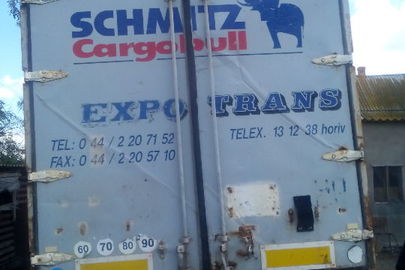 SCHMITZ
Cargobull
EXPO TRANS
TEL: 0 44 / 2 20 71 52
FAX: 0 44 / 2 20 57 10
TELEX. 13 12 38 horiv
60 70 80 90